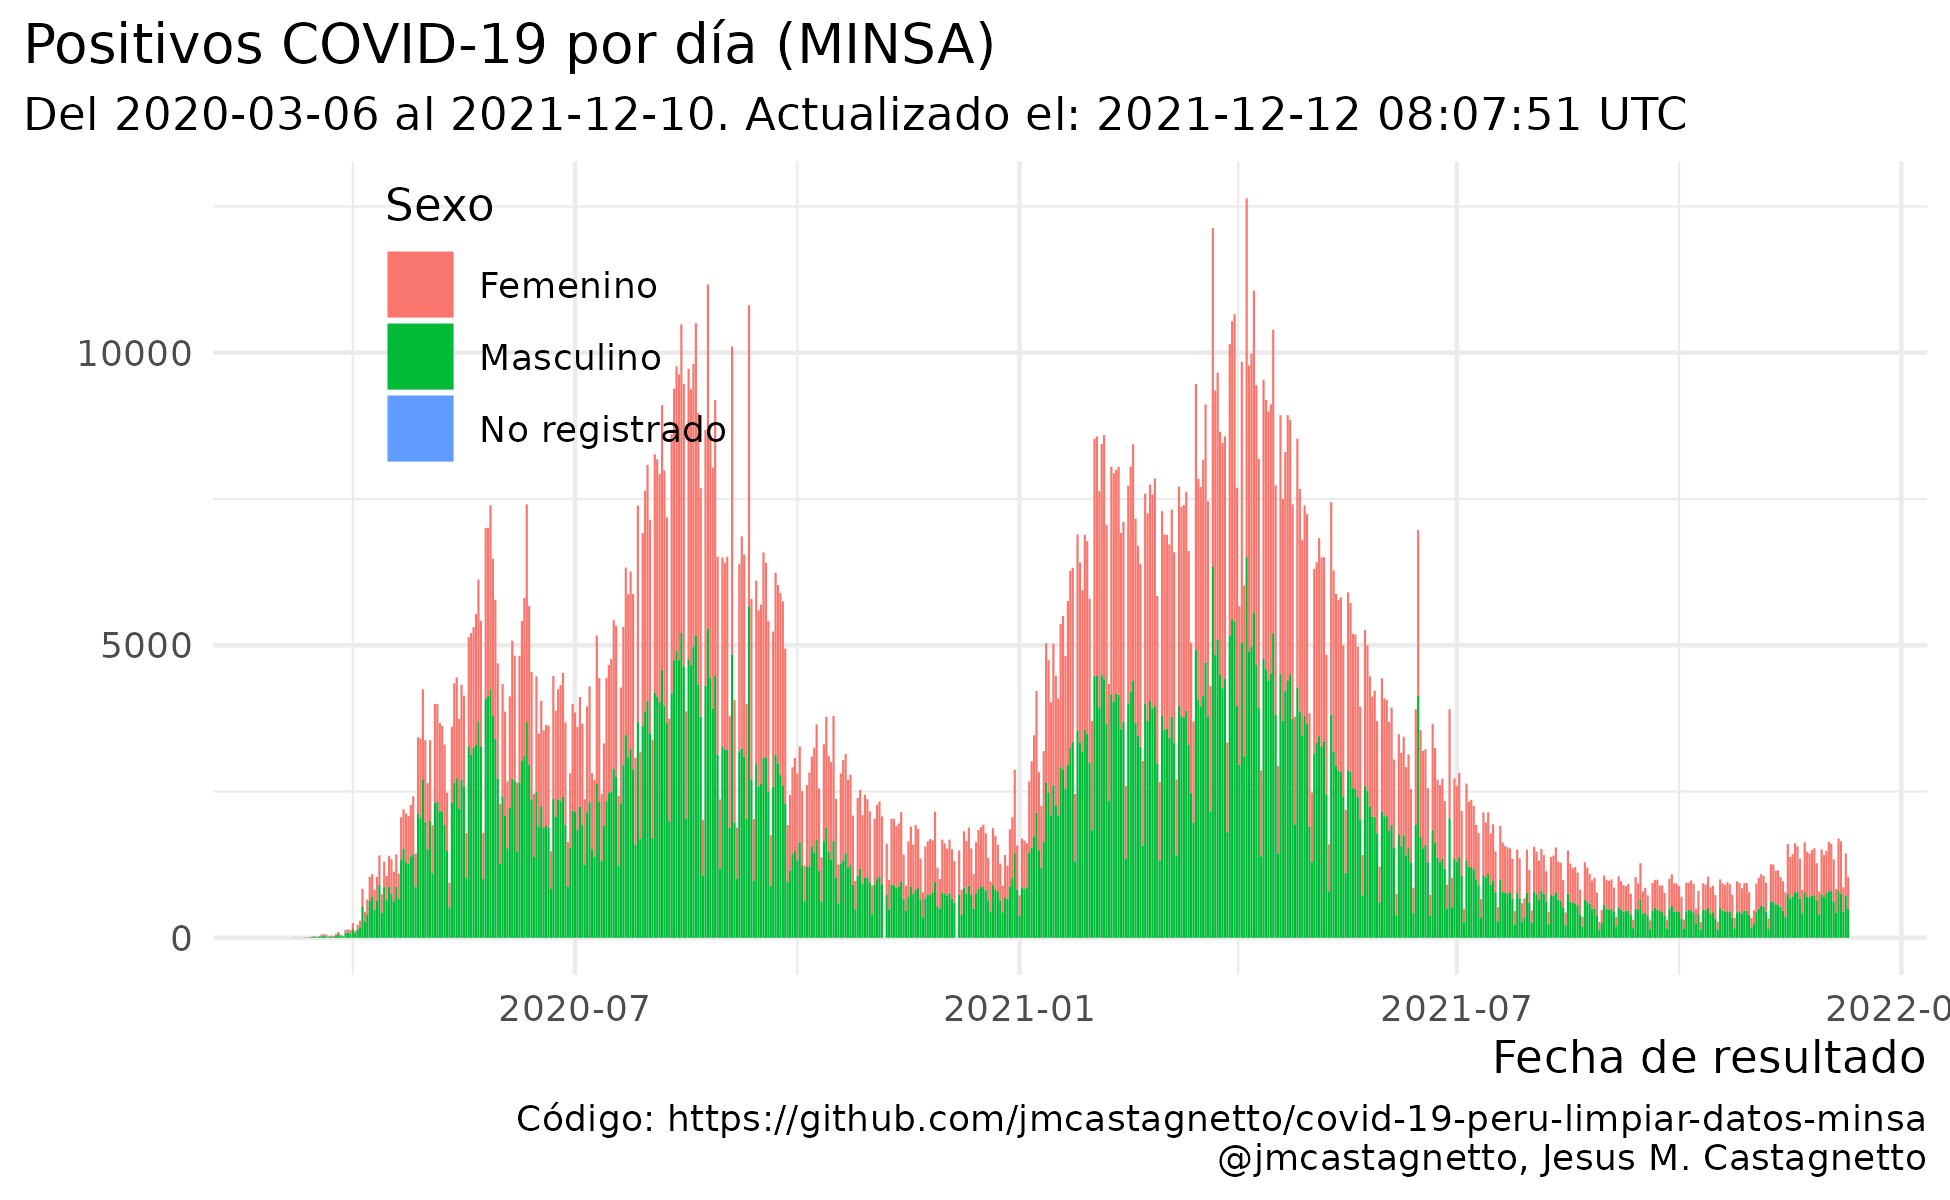 Positivos COVID-19 por día (MINSA)
Del 2020-03-06 al 2021-12-10. Actualizado el: 2021-12-12 08:07:51 UTC
Sexo
Femenino
Masculino
No registrado
10000
5000
0
2020-07
2021-01
2021-07
2022-0
Fecha de resultado
Código: https://github.com/jmcastagnetto/covid-19-peru-limpiar-datos-minsa
@jmcastagnetto, Jesus M. Castagnetto